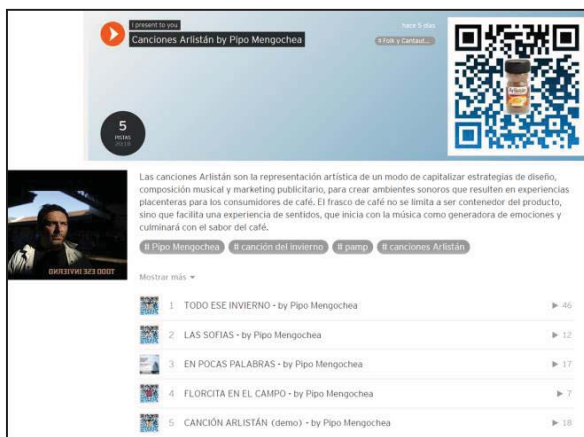 I present to you
Canciones Arlistán by Pipo Mengochea
hace 5 días
# Folk y Cantaut...
Arlistán
5
PISTAS
2018
Las canciones Arlistán son la representación artística de un modo de capitalizar estrategias de diseño,
composición musical y marketing publicitario, para crear ambientes sonoros que resulten en experiencias
placenteras para los consumidores de café. El frasco de café no se limita a ser contenedor del producto,
sino que facilita una experiencia de sentidos, que inicia con la música como generadora de emociones y
culminará con el sabor del café.
TODO ESE INVIERNO
# Pipo Mengochea # canción del invierno # pamp # canciones Arlistán
Mostrar más
1 TODO ESE INVIERNO - by Pipo Mengochea 46
2 LAS SOFIAS - by Pipo Mengochea 12
3 EN POCAS PALABRAS - by Pipo Mengochea 17
4 FLORCITA EN EL CAMPO - by Pipo Mengochea 7
5 CANCIÓN ARLISTÁN (demo) - by Pipo Mengochea 18